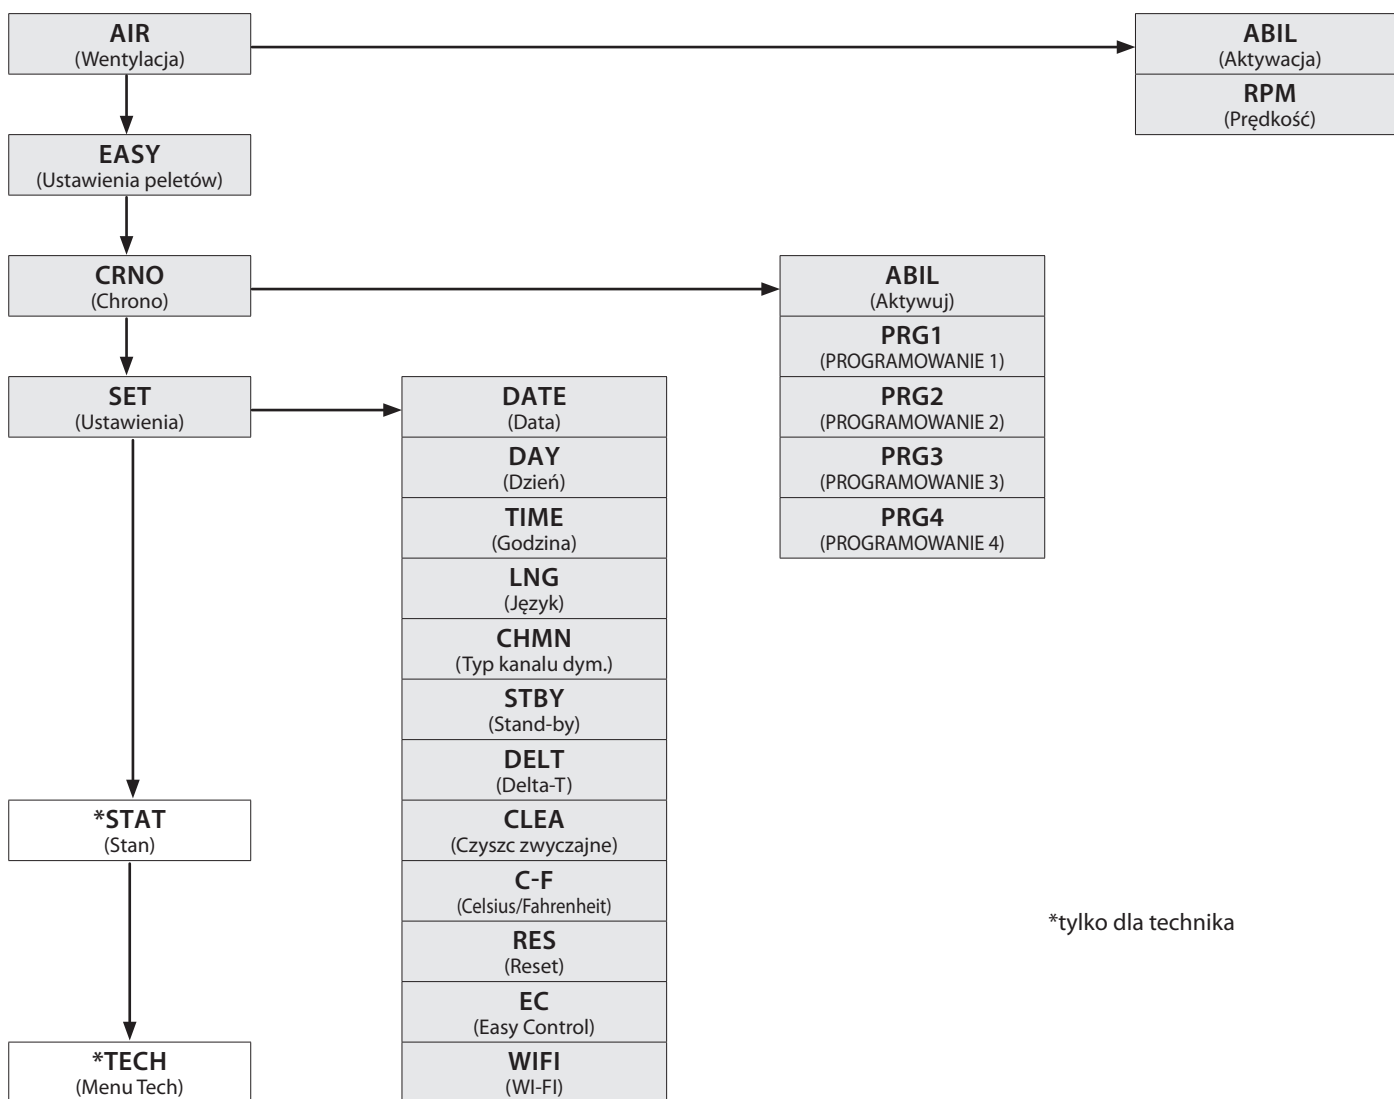 AIR
(Wentylacja)
ABIL
(Aktywacja)
RPM
(Prędkość)
EASY
(Ustawienia peletów)
CRNO
(Chrono)
ABIL
(Aktywuj)
PRG1
(PROGRAMOWANIE 1)
PRG2
(PROGRAMOWANIE 2)
PRG3
(PROGRAMOWANIE 3)
PRG4
(PROGRAMOWANIE 4)
SET
(Ustawienia)
DATE
(Data)
DAY
(Dzień)
TIME
(Godzina)
LNG
(Język)
CHMN
(Typ kanalu dym.)
STBY
(Stand-by)
DELT
(Delta-T)
CLEA
(Czyszc zwyczajne)
C-F
(Celsius/Fahrenheit)
RES
(Reset)
EC
(Easy Control)
WIFI
(WI-FI)
*STAT
(Stan)
*TECH
(Menu Tech)
*tylko dla technika